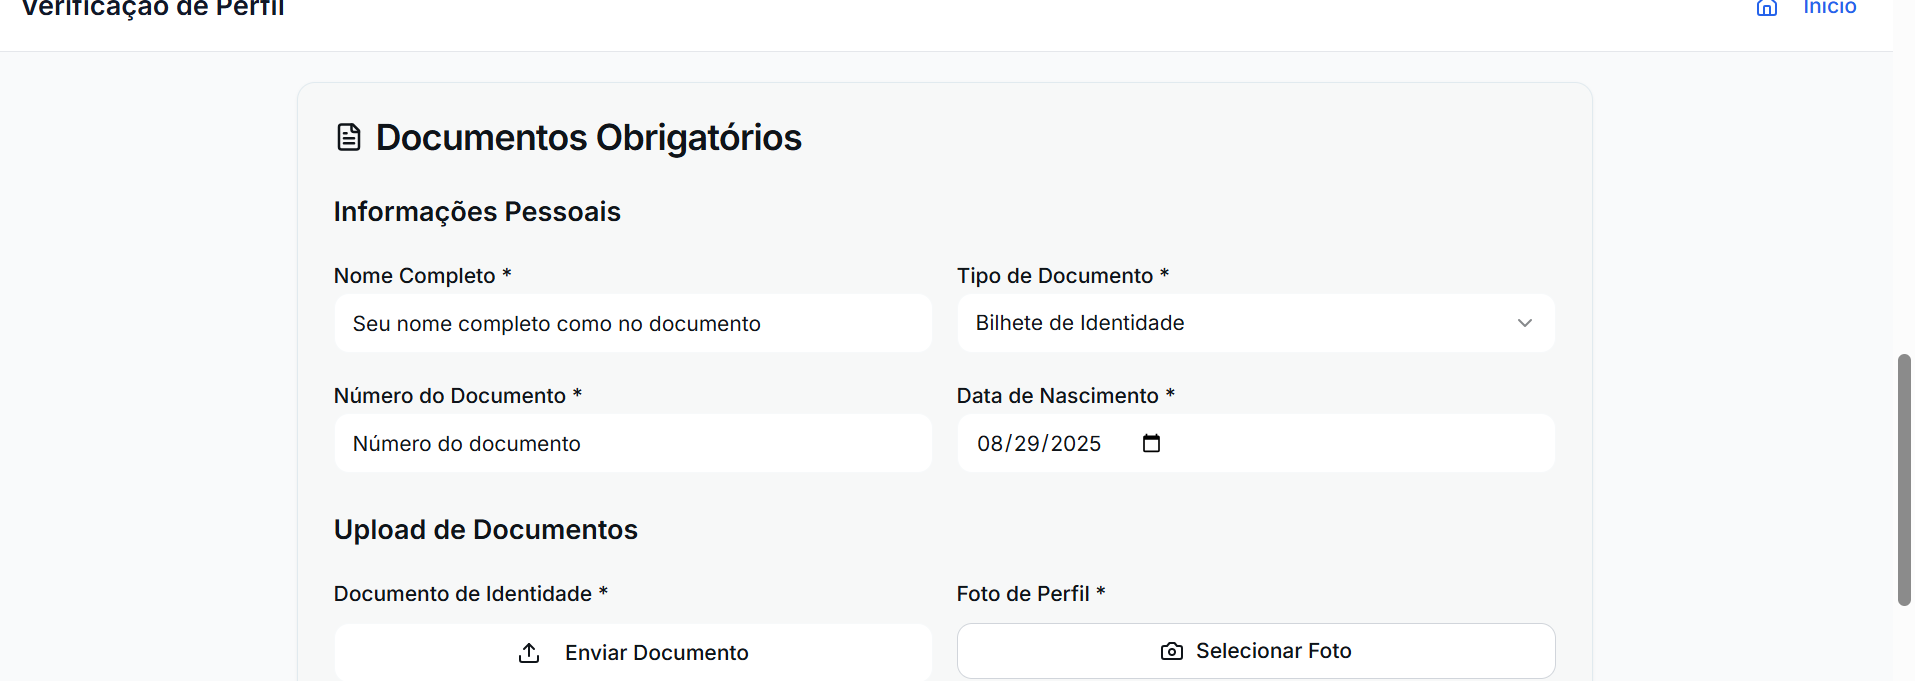 Verificação de Perfil
Início
Documentos Obrigatórios
Informações Pessoais
Nome Completo *
Tipo de Documento *
Seu nome completo como no documento
Bilhete de Identidade
Número do Documento *
Data de Nascimento *
Número do documento
08/29/2025
Upload de Documentos
Documento de Identidade *
Foto de Perfil *
Enviar Documento
Selecionar Foto